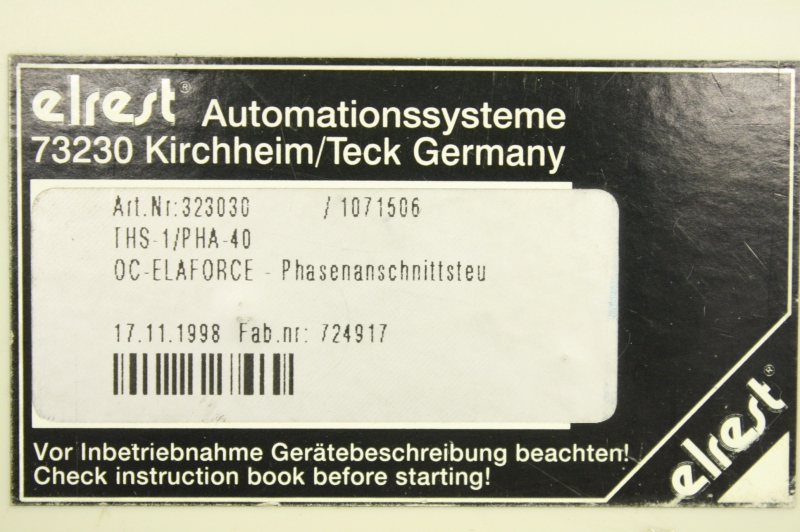 elrest® Automationssysteme
73230 Kirchheim/Teck Germany
Art.Nr:323030 / 1071506
THS-1/PHA-40
OC-ELAFORCE - Phasenanschnittsteu
17.11.1998 Fab.nr: 724917
Vor Inbetriebnahme Gerätebeschreibung beachten!
Check instruction book before starting!
elrest®